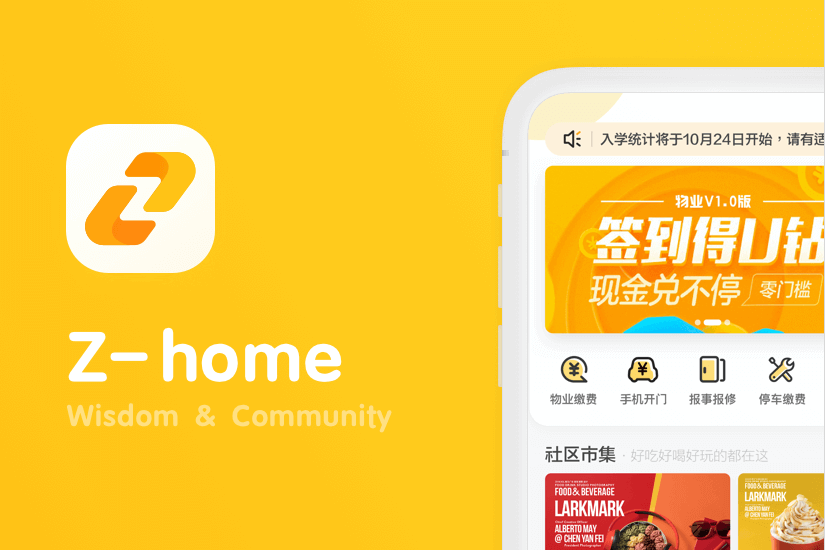 Z-home
Wisdom & Community
入学统计将于10月24日开始，请有适
物业V1.0版
签到得U钻
现金兑不停
零门槛
物业缴费
手机开门
报事报修
停车缴费
社区市集 · 好吃好喝好玩的都在这
FOOD & BEVERAGE
LARKMARK
ALBERTO MAY
@ CHEN YAN FEI
FOOD & BEVERAGE
LARKMARK
ALBERTO MAY
@ CHEN YAN FEI